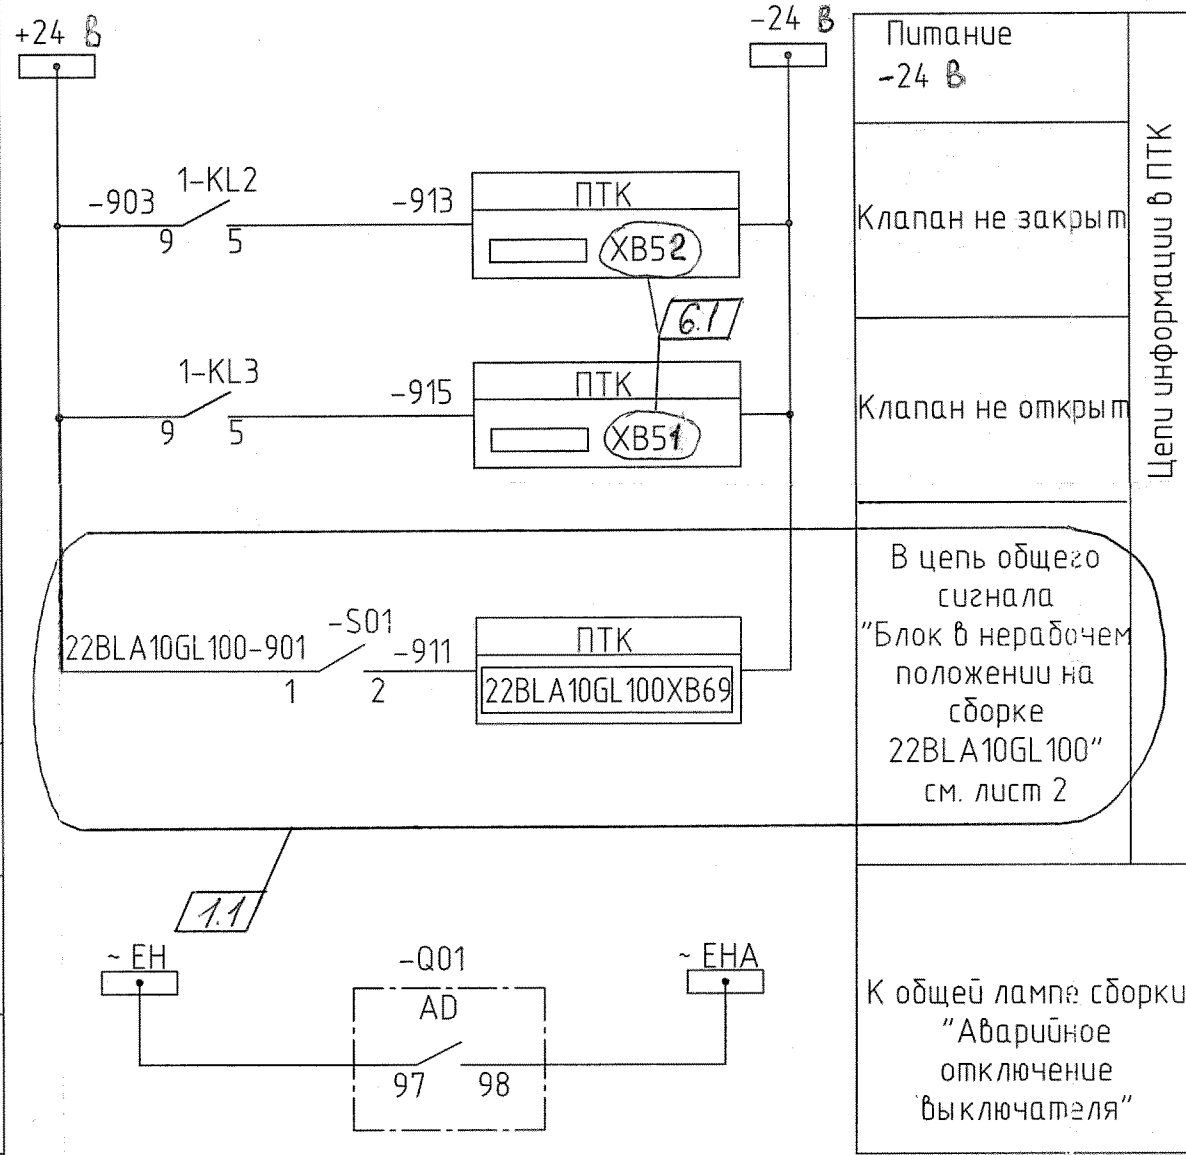 +24 В
-24 В
Питание
-24 В
1-KL2
-903
9
5
-913
ПТК
XB52
Клапан не закрыт
Цепи информации в ПТК
6.1
1-KL3
9
5
-915
ПТК
XB51
Клапан не открыт
22BLA10GL100-901
-S01
1
2
-911
ПТК
22BLA10GL100XB69
В цепь общего
сигнала
"Блок в нерабочем
положении на
сборке
22BLA10GL100"
см. лист 2
1.1
~ EH
-Q01
AD
97
98
~ EHA
К общей лампе сборки
"Аварийное
отключение
выключателя"